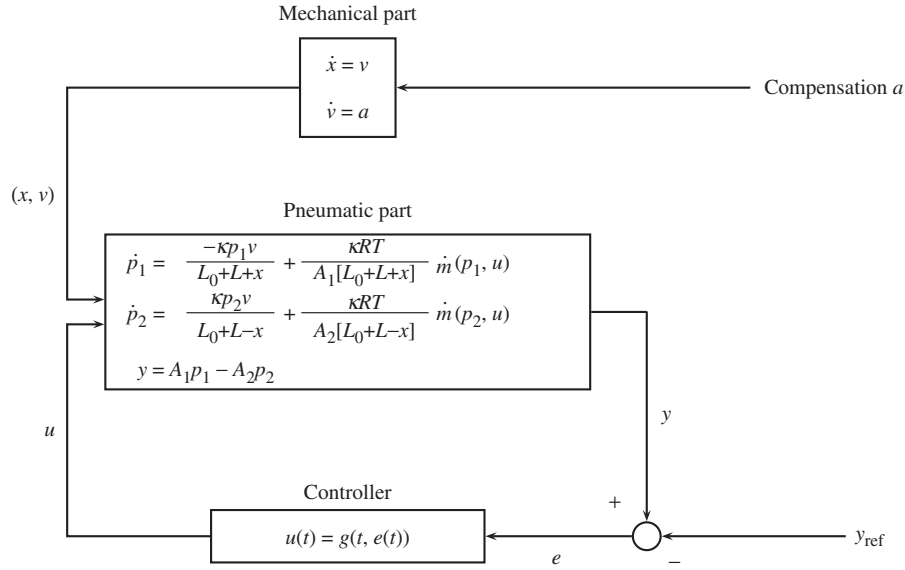 Mechanical part
ẋ = v
v̇ = a
Compensation a
(x, v)
Pneumatic part
ṗ₁ = −κp₁v / L₀+L+x + κRT / A₁[L₀+L+x] ṁ(p₁, u)
ṗ₂ = κp₂v / L₀+L−x + κRT / A₂[L₀+L−x] ṁ(p₂, u)
y = A₁p₁ − A₂p₂
u
y
Controller
u(t) = g(t, e(t))
+
e
−
y_ref